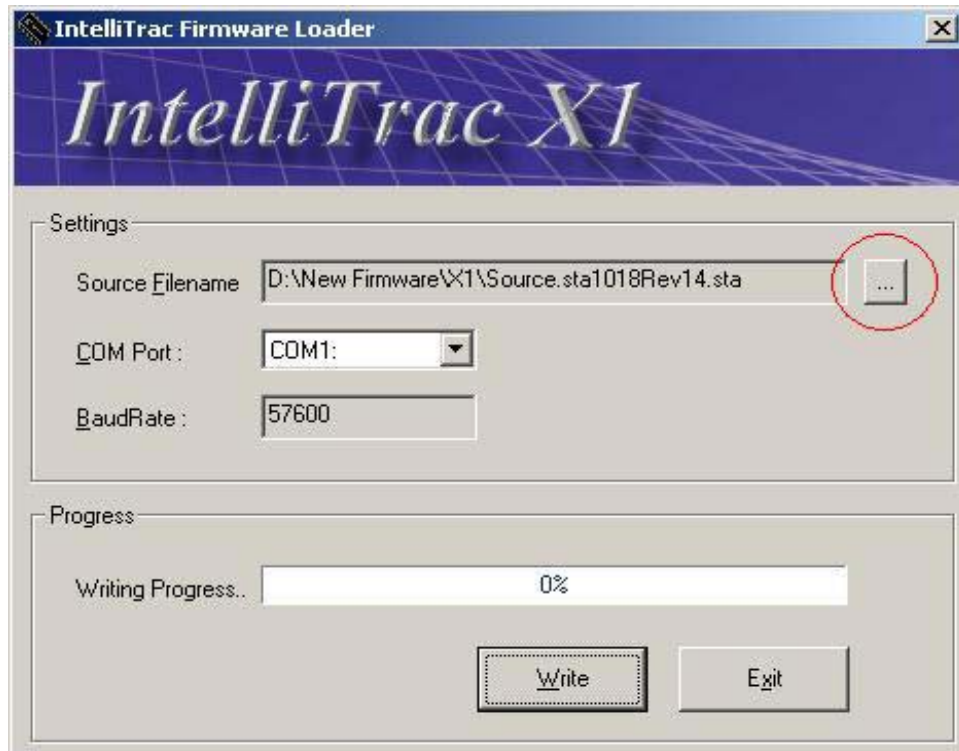 IntelliTrac Firmware Loader
IntelliTrac X1
Settings
Source Filename D:\New Firmware\X1\Source.sta1018Rev14.sta ...
COM Port : COM1:
BaudRate : 57600
Progress
Writing Progress.. 0%
Write Exit